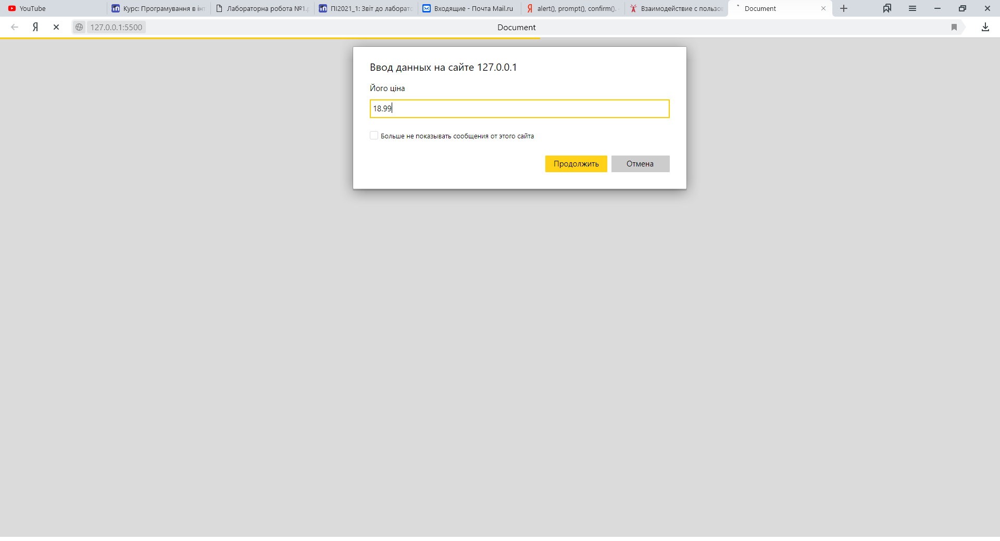 YouTube
Курс: Програмування в інт
Лабораторна робота №1.р
ПІ2021_1: Звіт до лаборато
Входящие - Почта Mail.ru
alert(), prompt(), confirm().
Взаимодействие с пользов
Document
Я
127.0.0.1:5500
Document
Ввод данных на сайте 127.0.0.1
Його ціна
18.99
Больше не показывать сообщения от этого сайта
Продолжить
Отмена